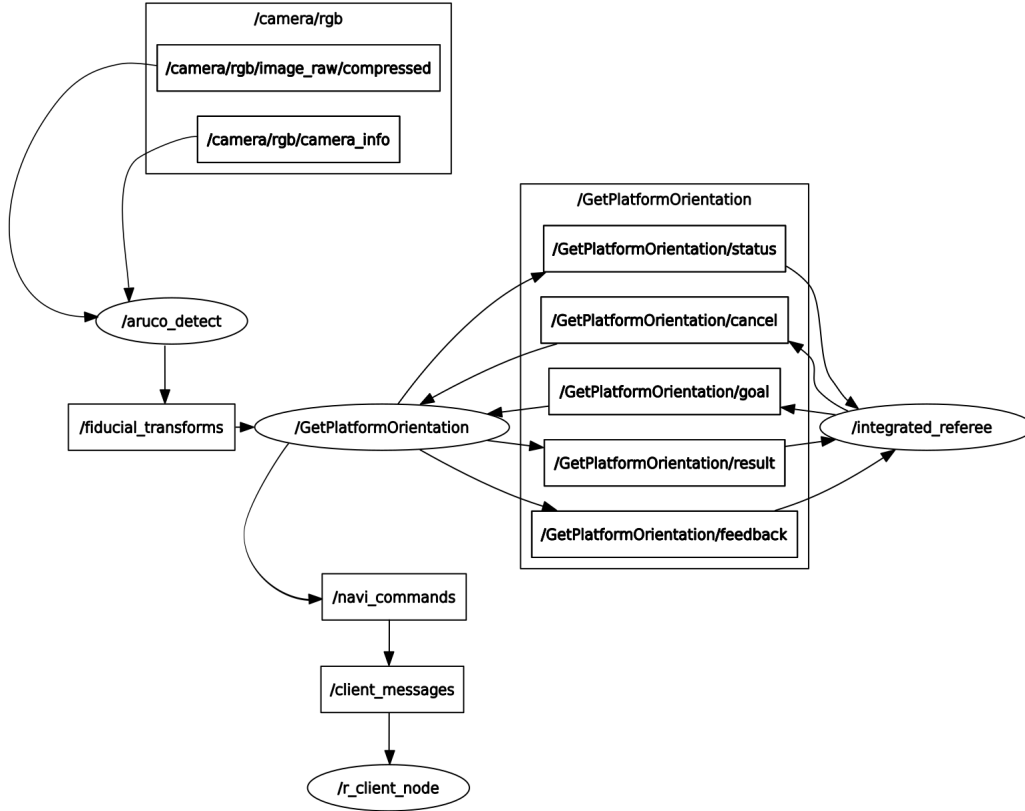 /camera/rgb
/camera/rgb/image_raw/compressed
/camera/rgb/camera_info
/GetPlatformOrientation
/GetPlatformOrientation/status
/GetPlatformOrientation/cancel
/GetPlatformOrientation/goal
/GetPlatformOrientation/result
/GetPlatformOrientation/feedback
/aruco_detect
/fiducial_transforms
/GetPlatformOrientation
/integrated_referee
/navi_commands
/client_messages
/r_client_node